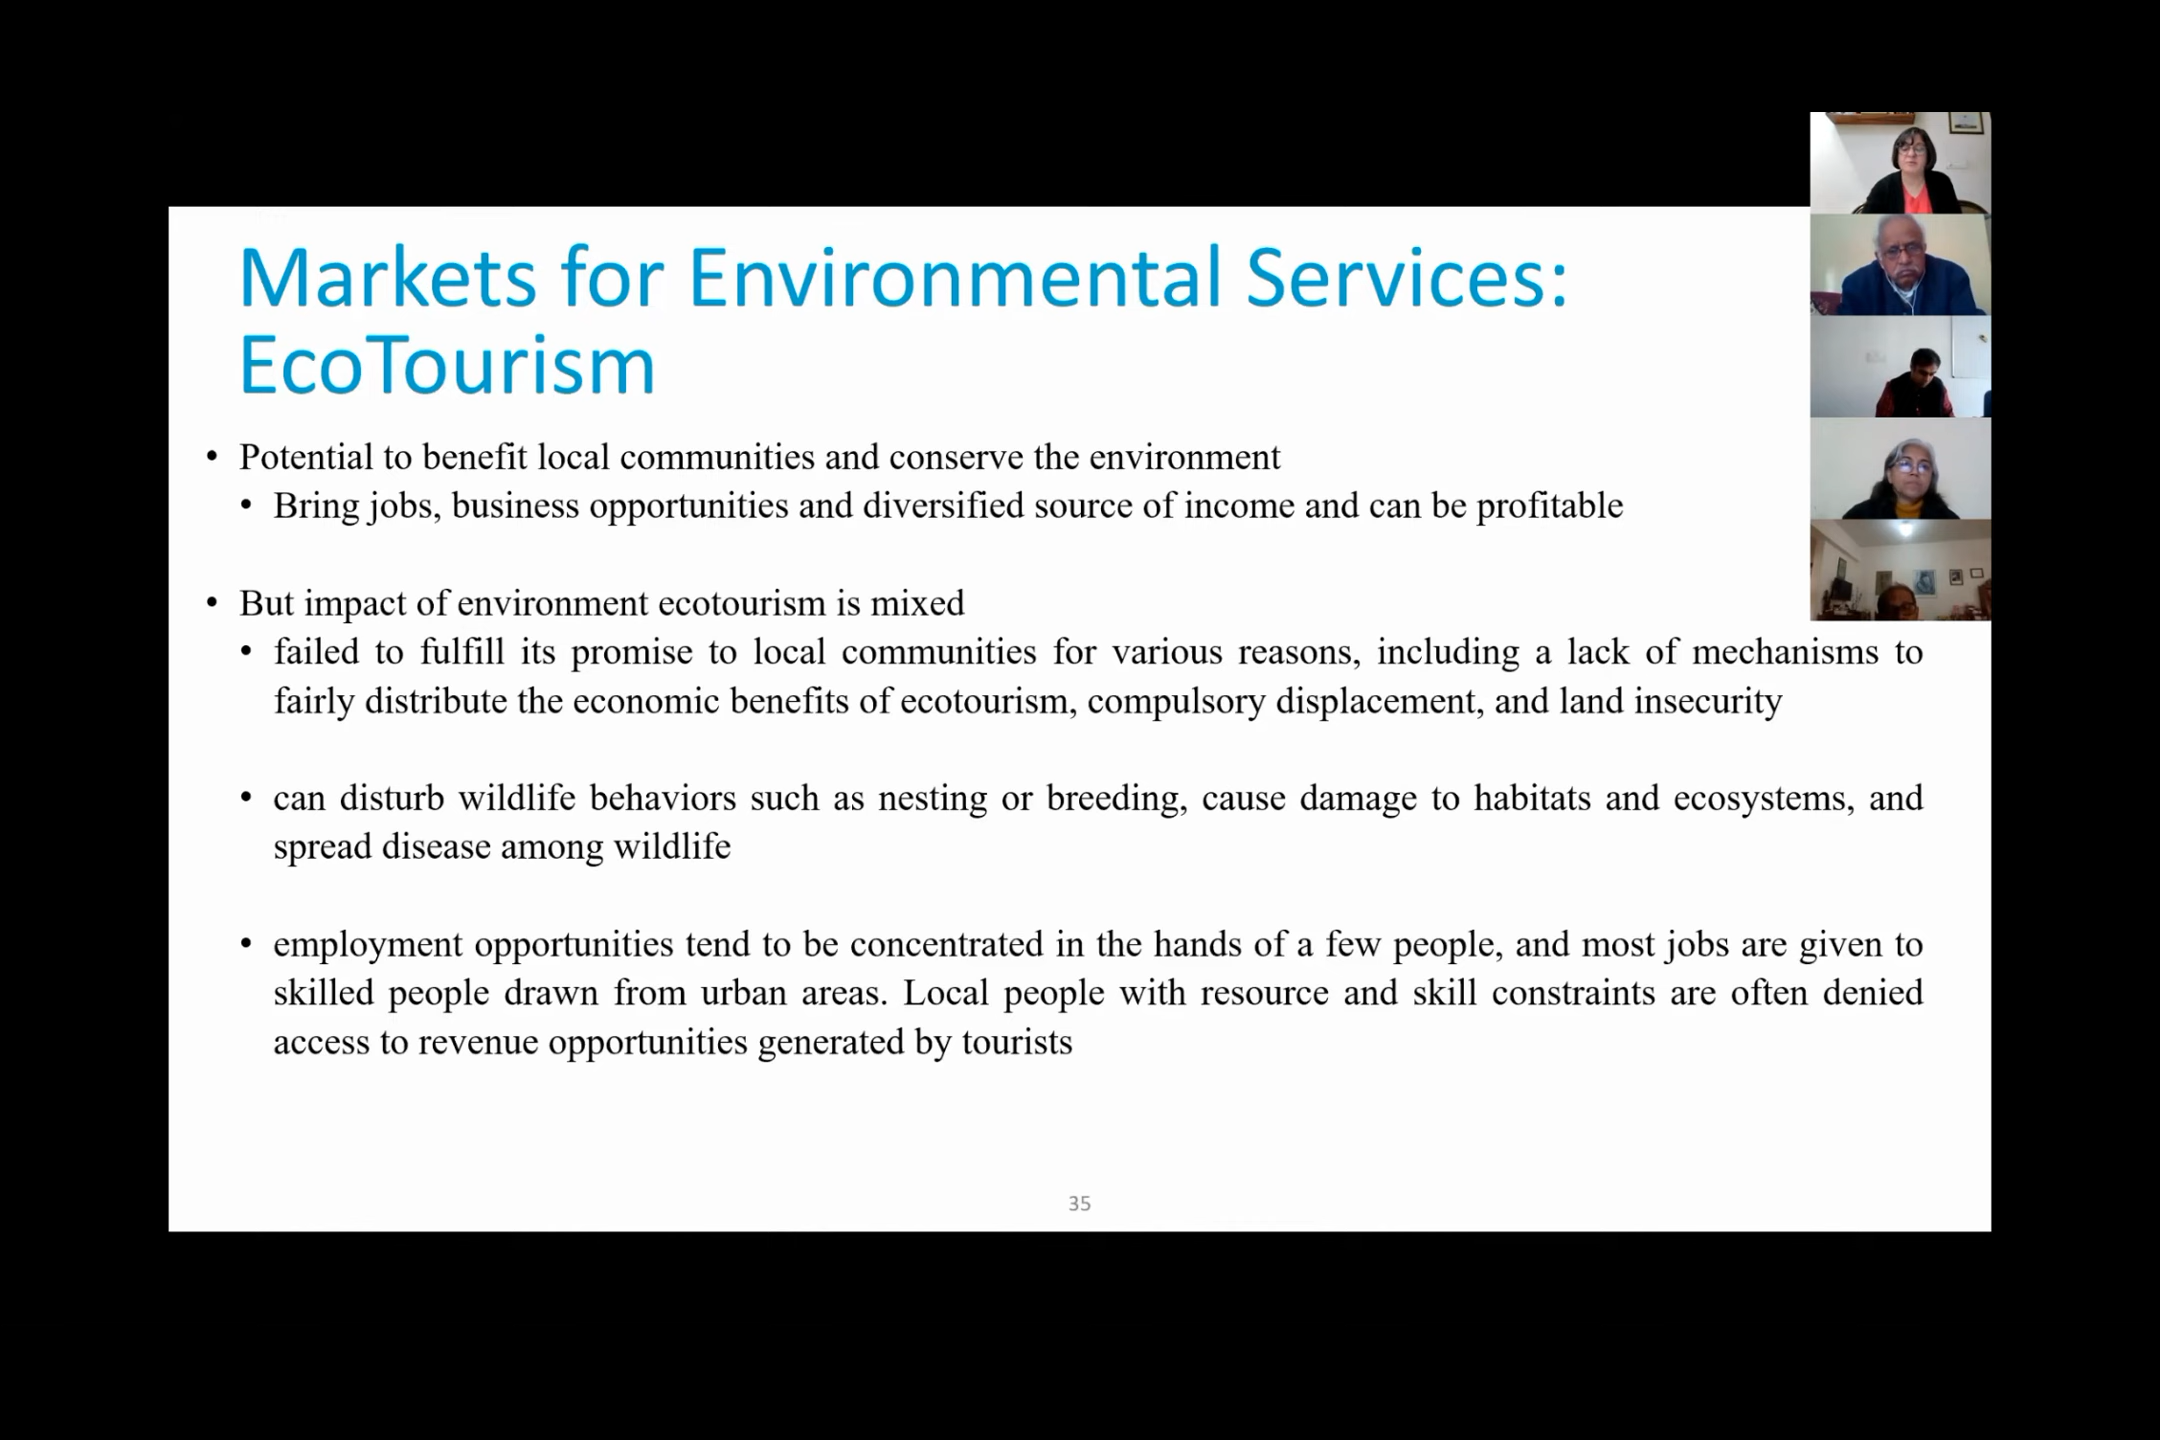 Markets for Environmental Services:
EcoTourism
• Potential to benefit local communities and conserve the environment
• Bring jobs, business opportunities and diversified source of income and can be profitable
• But impact of environment ecotourism is mixed
• failed to fulfill its promise to local communities for various reasons, including a lack of mechanisms to
fairly distribute the economic benefits of ecotourism, compulsory displacement, and land insecurity
• can disturb wildlife behaviors such as nesting or breeding, cause damage to habitats and ecosystems, and
spread disease among wildlife
• employment opportunities tend to be concentrated in the hands of a few people, and most jobs are given to
skilled people drawn from urban areas. Local people with resource and skill constraints are often denied
access to revenue opportunities generated by tourists
35